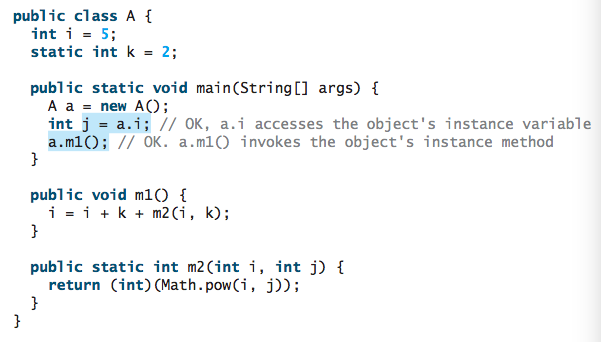 public class A {
  int i = 5;
  static int k = 2;

  public static void main(String[] args) {
    A a = new A();
    int j = a.i; // OK, a.i accesses the object's instance variable
    a.m1(); // OK. a.m1() invokes the object's instance method
  }

  public void m1() {
    i = i + k + m2(i, k);
  }

  public static int m2(int i, int j) {
    return (int)(Math.pow(i, j));
  }
}